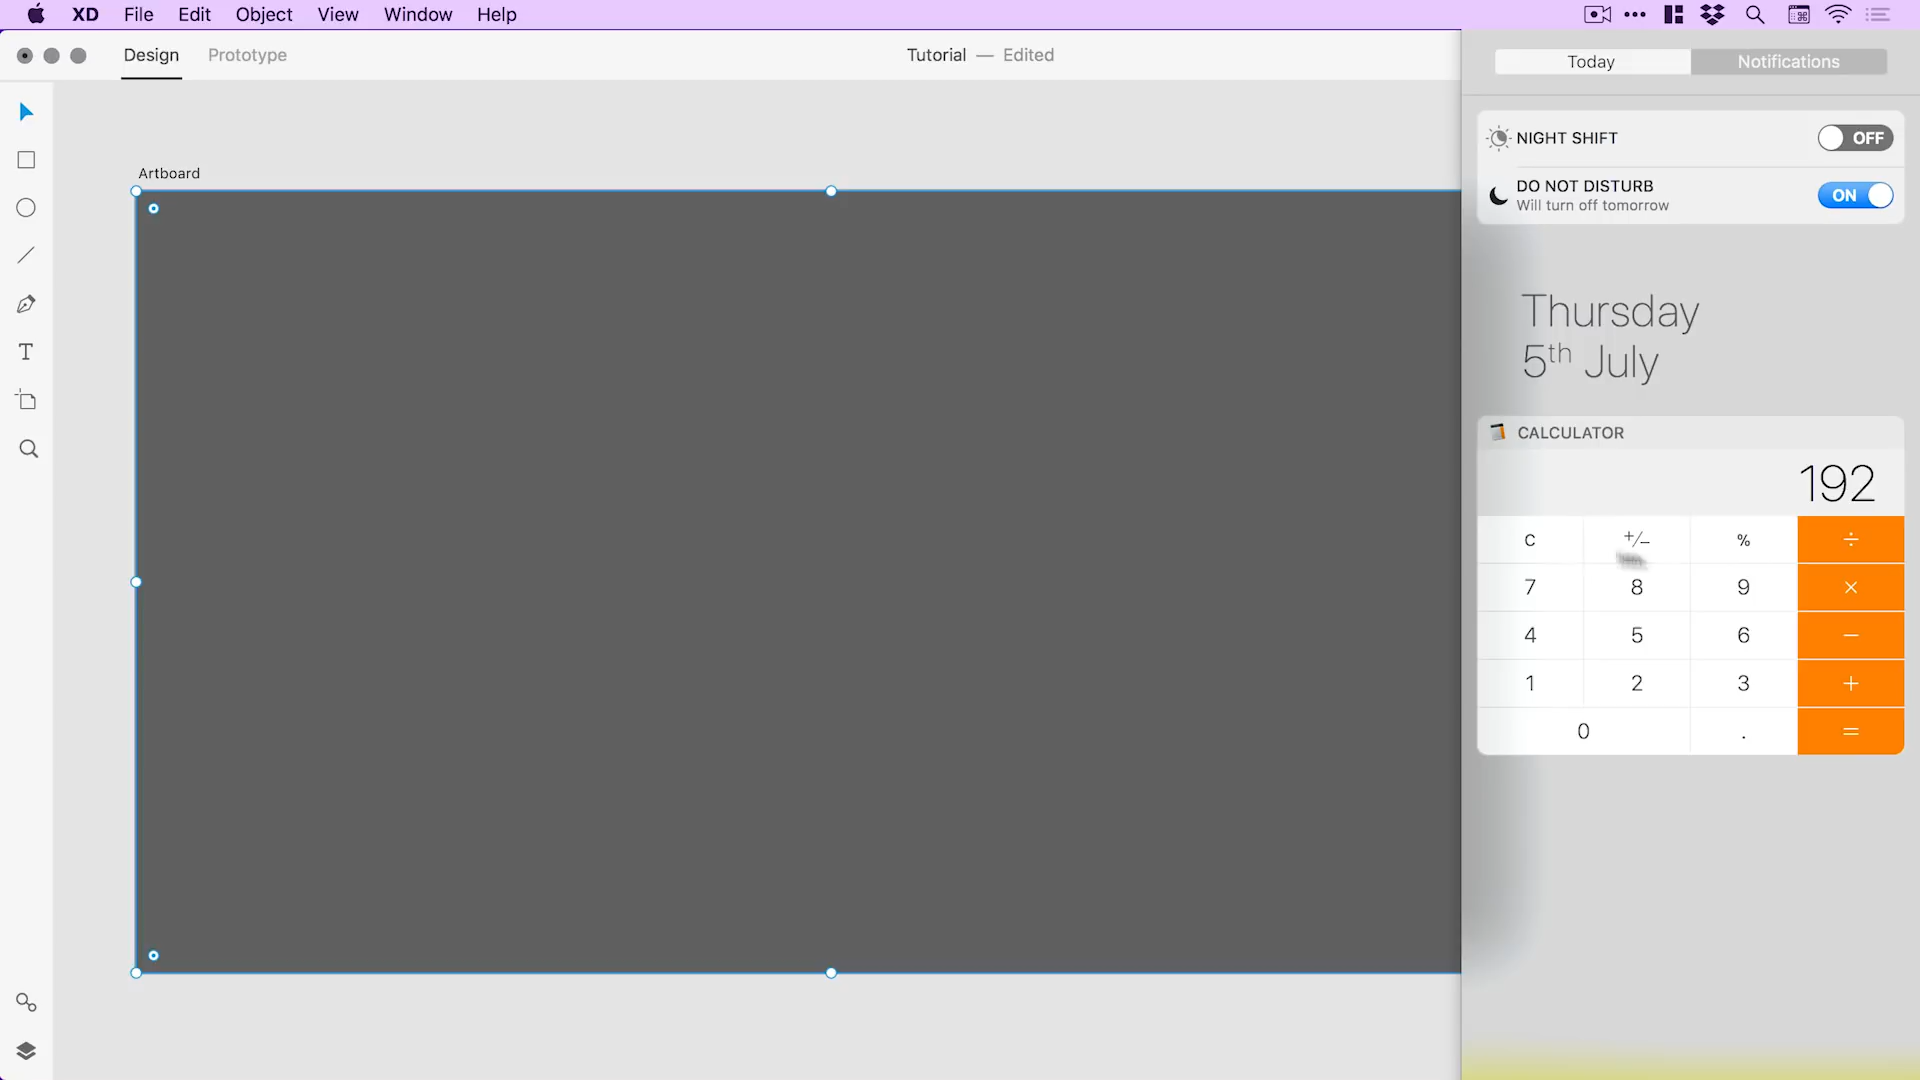 XD File Edit Object View Window Help
Design Prototype
Tutorial — Edited
Artboard
T
Today Notifications
NIGHT SHIFT OFF
DO NOT DISTURB
Will turn off tomorrow
ON
Thursday
5th July
CALCULATOR
192
C +/− % ÷
7 8 9 ×
4 5 6 −
1 2 3 +
0 . =